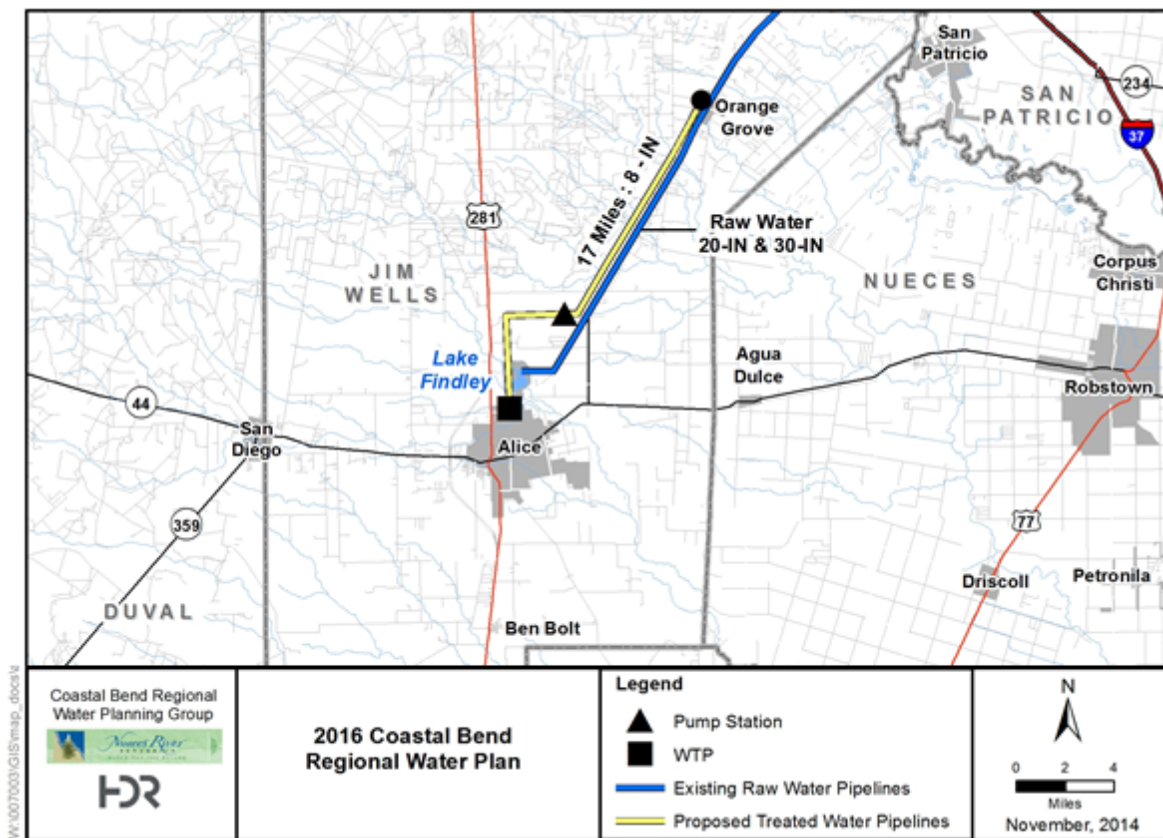 San
Patricio
SAN
PATRICIO
234
37
Orange
Grove
17 Miles : 8 - IN
281
Raw Water
20-IN & 30-IN
JIM
WELLS
NUECES
Corpus
Christi
Lake
Findley
Agua
Dulce
Robstown
44
San
Diego
Alice
359
77
Driscoll
Petronila
DUVAL
Ben Bolt
Coastal Bend Regional
Water Planning Group
Nueces River
HDR
2016 Coastal Bend
Regional Water Plan
Legend
Pump Station
WTP
Existing Raw Water Pipelines
Proposed Treated Water Pipelines
N
0 2 4
Miles
November, 2014